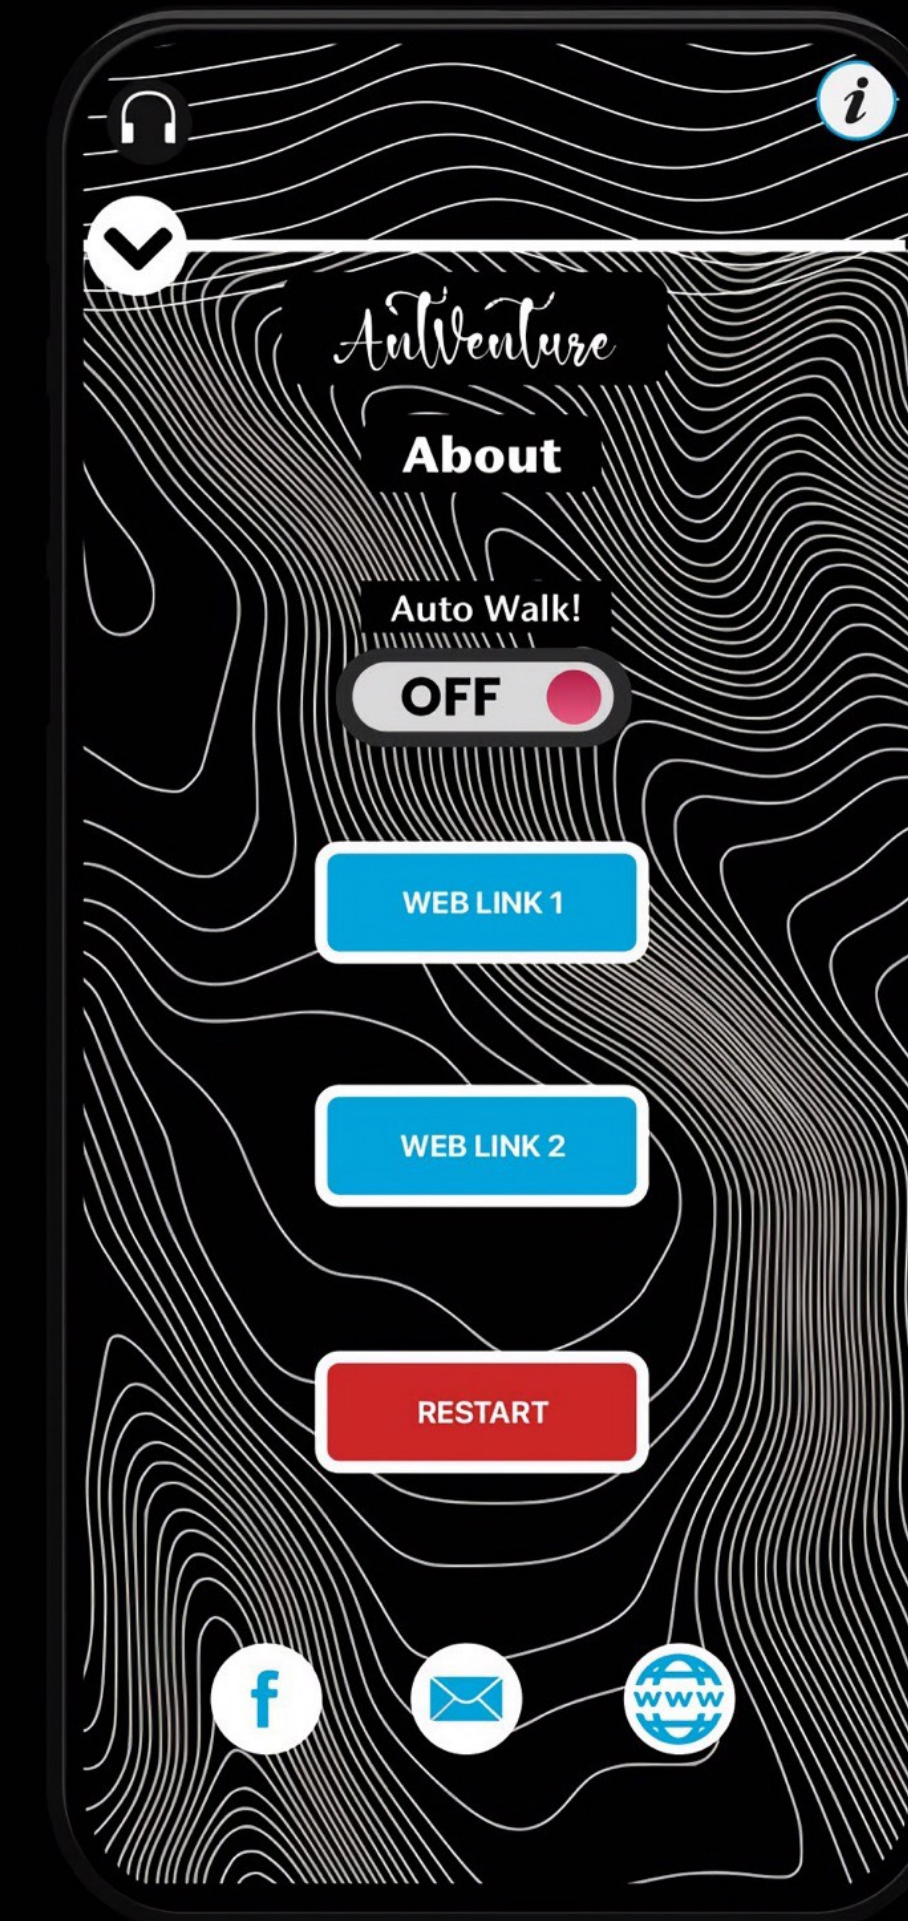 i
AntVenture
About
Auto Walk!
OFF
WEB LINK 1
WEB LINK 2
RESTART
f
www